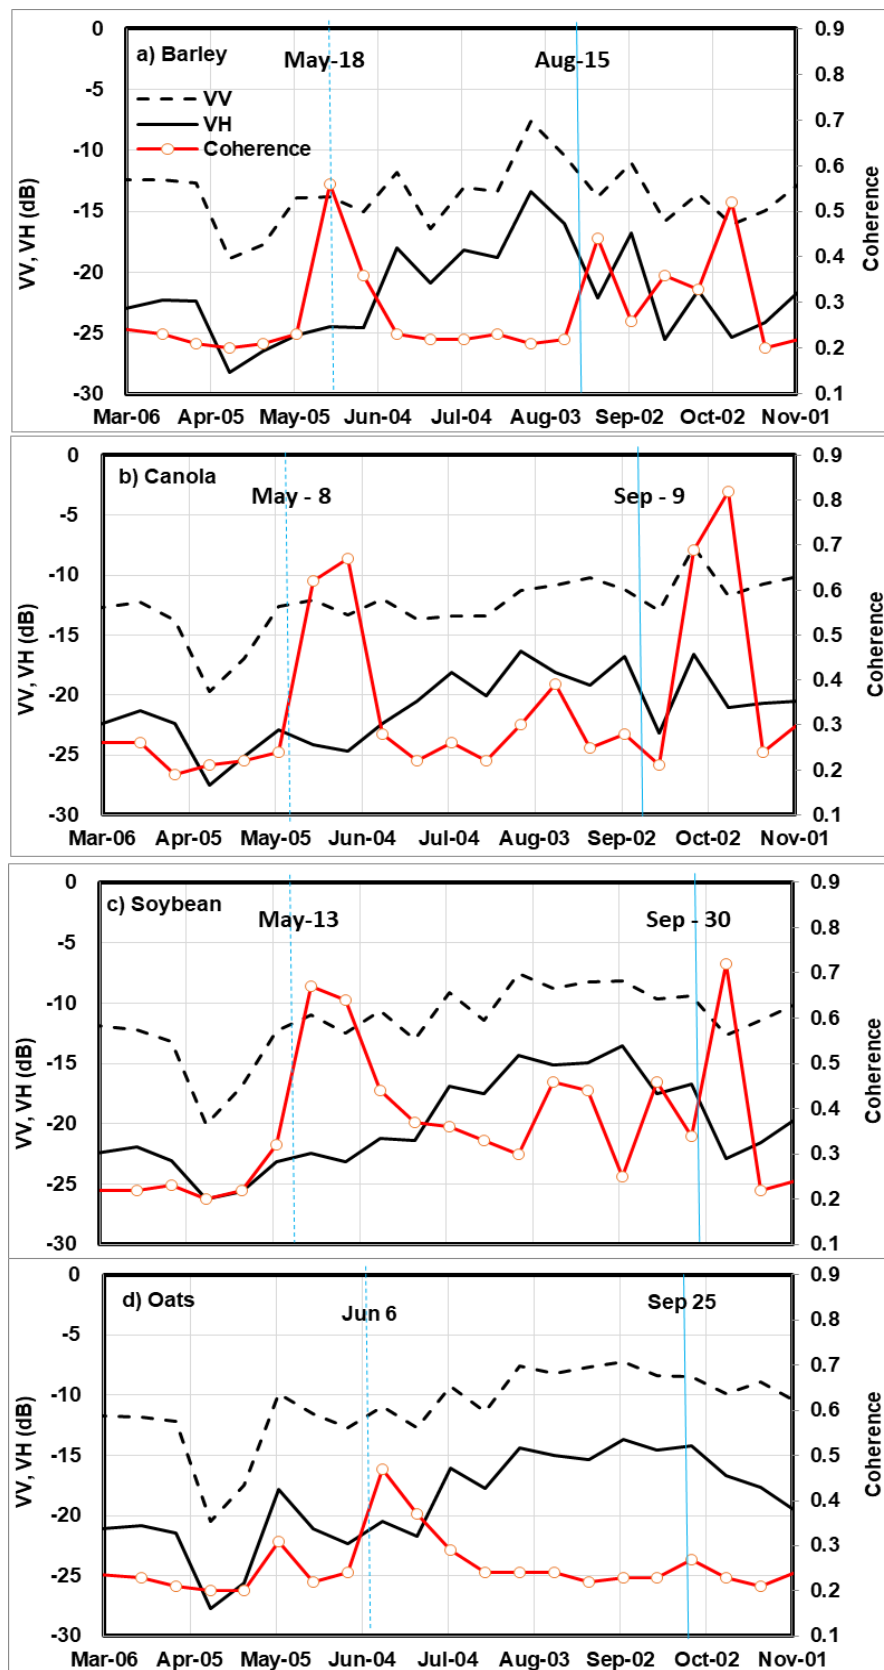 a) Barley
May-18
Aug-15
VV
VH
Coherence
0
-5
-10
-15
-20
-25
-30
VV, VH (dB)
0.9
0.8
0.7
0.6
0.5
0.4
0.3
0.2
0.1
Coherence
Mar-06 Apr-05 May-05 Jun-04 Jul-04 Aug-03 Sep-02 Oct-02 Nov-01
b) Canola
May - 8
Sep - 9
0
-5
-10
-15
-20
-25
-30
VV, VH (dB)
0.9
0.8
0.7
0.6
0.5
0.4
0.3
0.2
0.1
Coherence
Mar-06 Apr-05 May-05 Jun-04 Jul-04 Aug-03 Sep-02 Oct-02 Nov-01
c) Soybean
May-13
Sep - 30
0
-5
-10
-15
-20
-25
-30
VV, VH (dB)
0.9
0.8
0.7
0.6
0.5
0.4
0.3
0.2
0.1
Coherence
d) Oats
Jun 6
Sep 25
0
-5
-10
-15
-20
-25
-30
VV, VH (dB)
0.9
0.8
0.7
0.6
0.5
0.4
0.3
0.2
0.1
Coherence
Mar-06 Apr-05 May-05 Jun-04 Jul-04 Aug-03 Sep-02 Oct-02 Nov-01